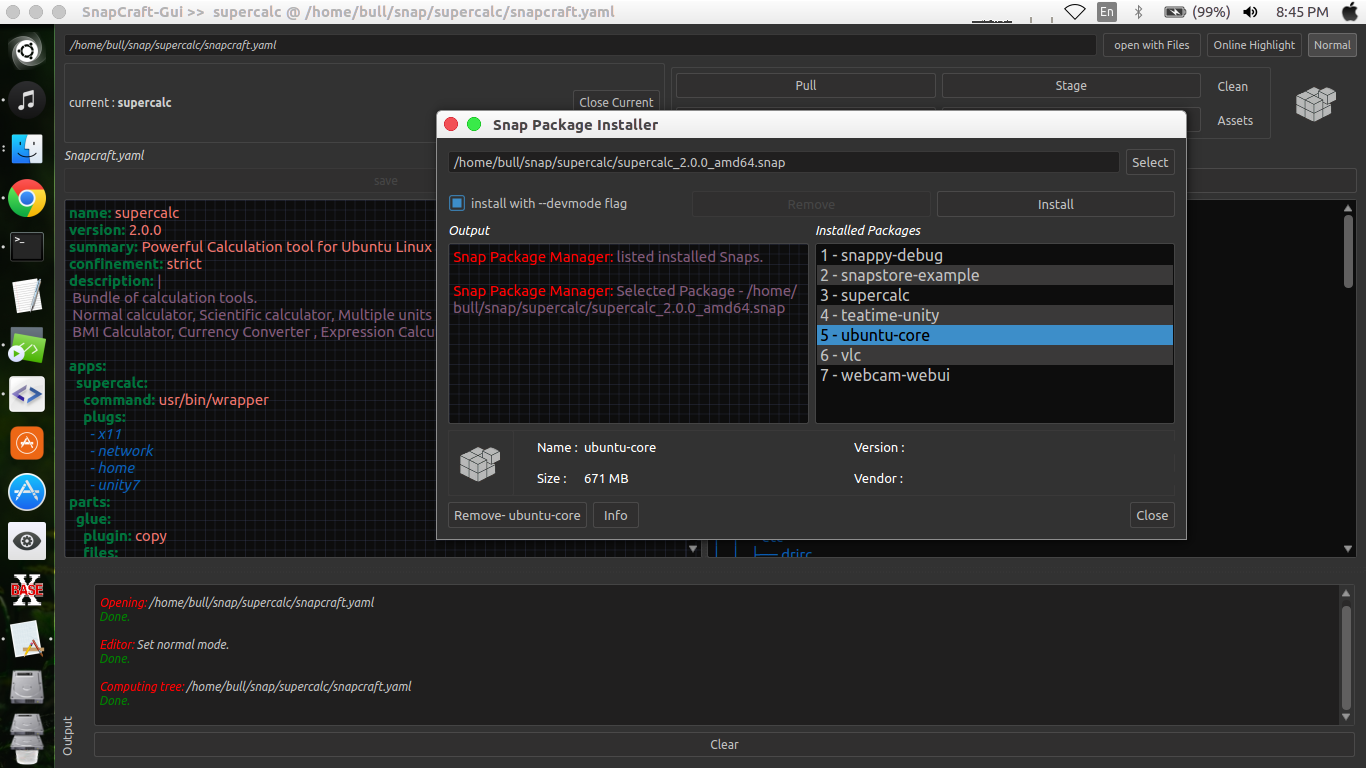 SnapCraft-Gui >> supercalc @ /home/bull/snap/supercalc/snapcraft.yaml
En
(99%)
8:45 PM
/home/bull/snap/supercalc/snapcraft.yaml
open with Files
Online Highlight
Normal
current : supercalc
Close Current
Pull
Stage
Clean
Assets
Snapcraft.yaml
save
name: supercalc
version: 2.0.0
summary: Powerful Calculation tool for Ubuntu Linux
confinement: strict
description: |
Bundle of calculation tools.
Normal calculator, Scientific calculator, Multiple units
BMI Calculator, Currency Converter , Expression Calcu
apps:
supercalc:
command: usr/bin/wrapper
plugs:
- x11
- network
- home
- unity7
parts:
glue:
plugin: copy
files:
Snap Package Installer
/home/bull/snap/supercalc/supercalc_2.0.0_amd64.snap
Select
install with --devmode flag
Remove
Install
Output
Snap Package Manager: listed installed Snaps.
Snap Package Manager: Selected Package - /home/
bull/snap/supercalc/supercalc_2.0.0_amd64.snap
Installed Packages
1 - snappy-debug
2 - snapstore-example
3 - supercalc
4 - teatime-unity
5 - ubuntu-core
6 - vlc
7 - webcam-webui
Name : ubuntu-core
Version :
Size : 671 MB
Vendor :
Remove- ubuntu-core
Info
Close
drirc
X
BASE
Output
Opening: /home/bull/snap/supercalc/snapcraft.yaml
Done.
Editor: Set normal mode.
Done.
Computing tree: /home/bull/snap/supercalc/snapcraft.yaml
Done.
Clear